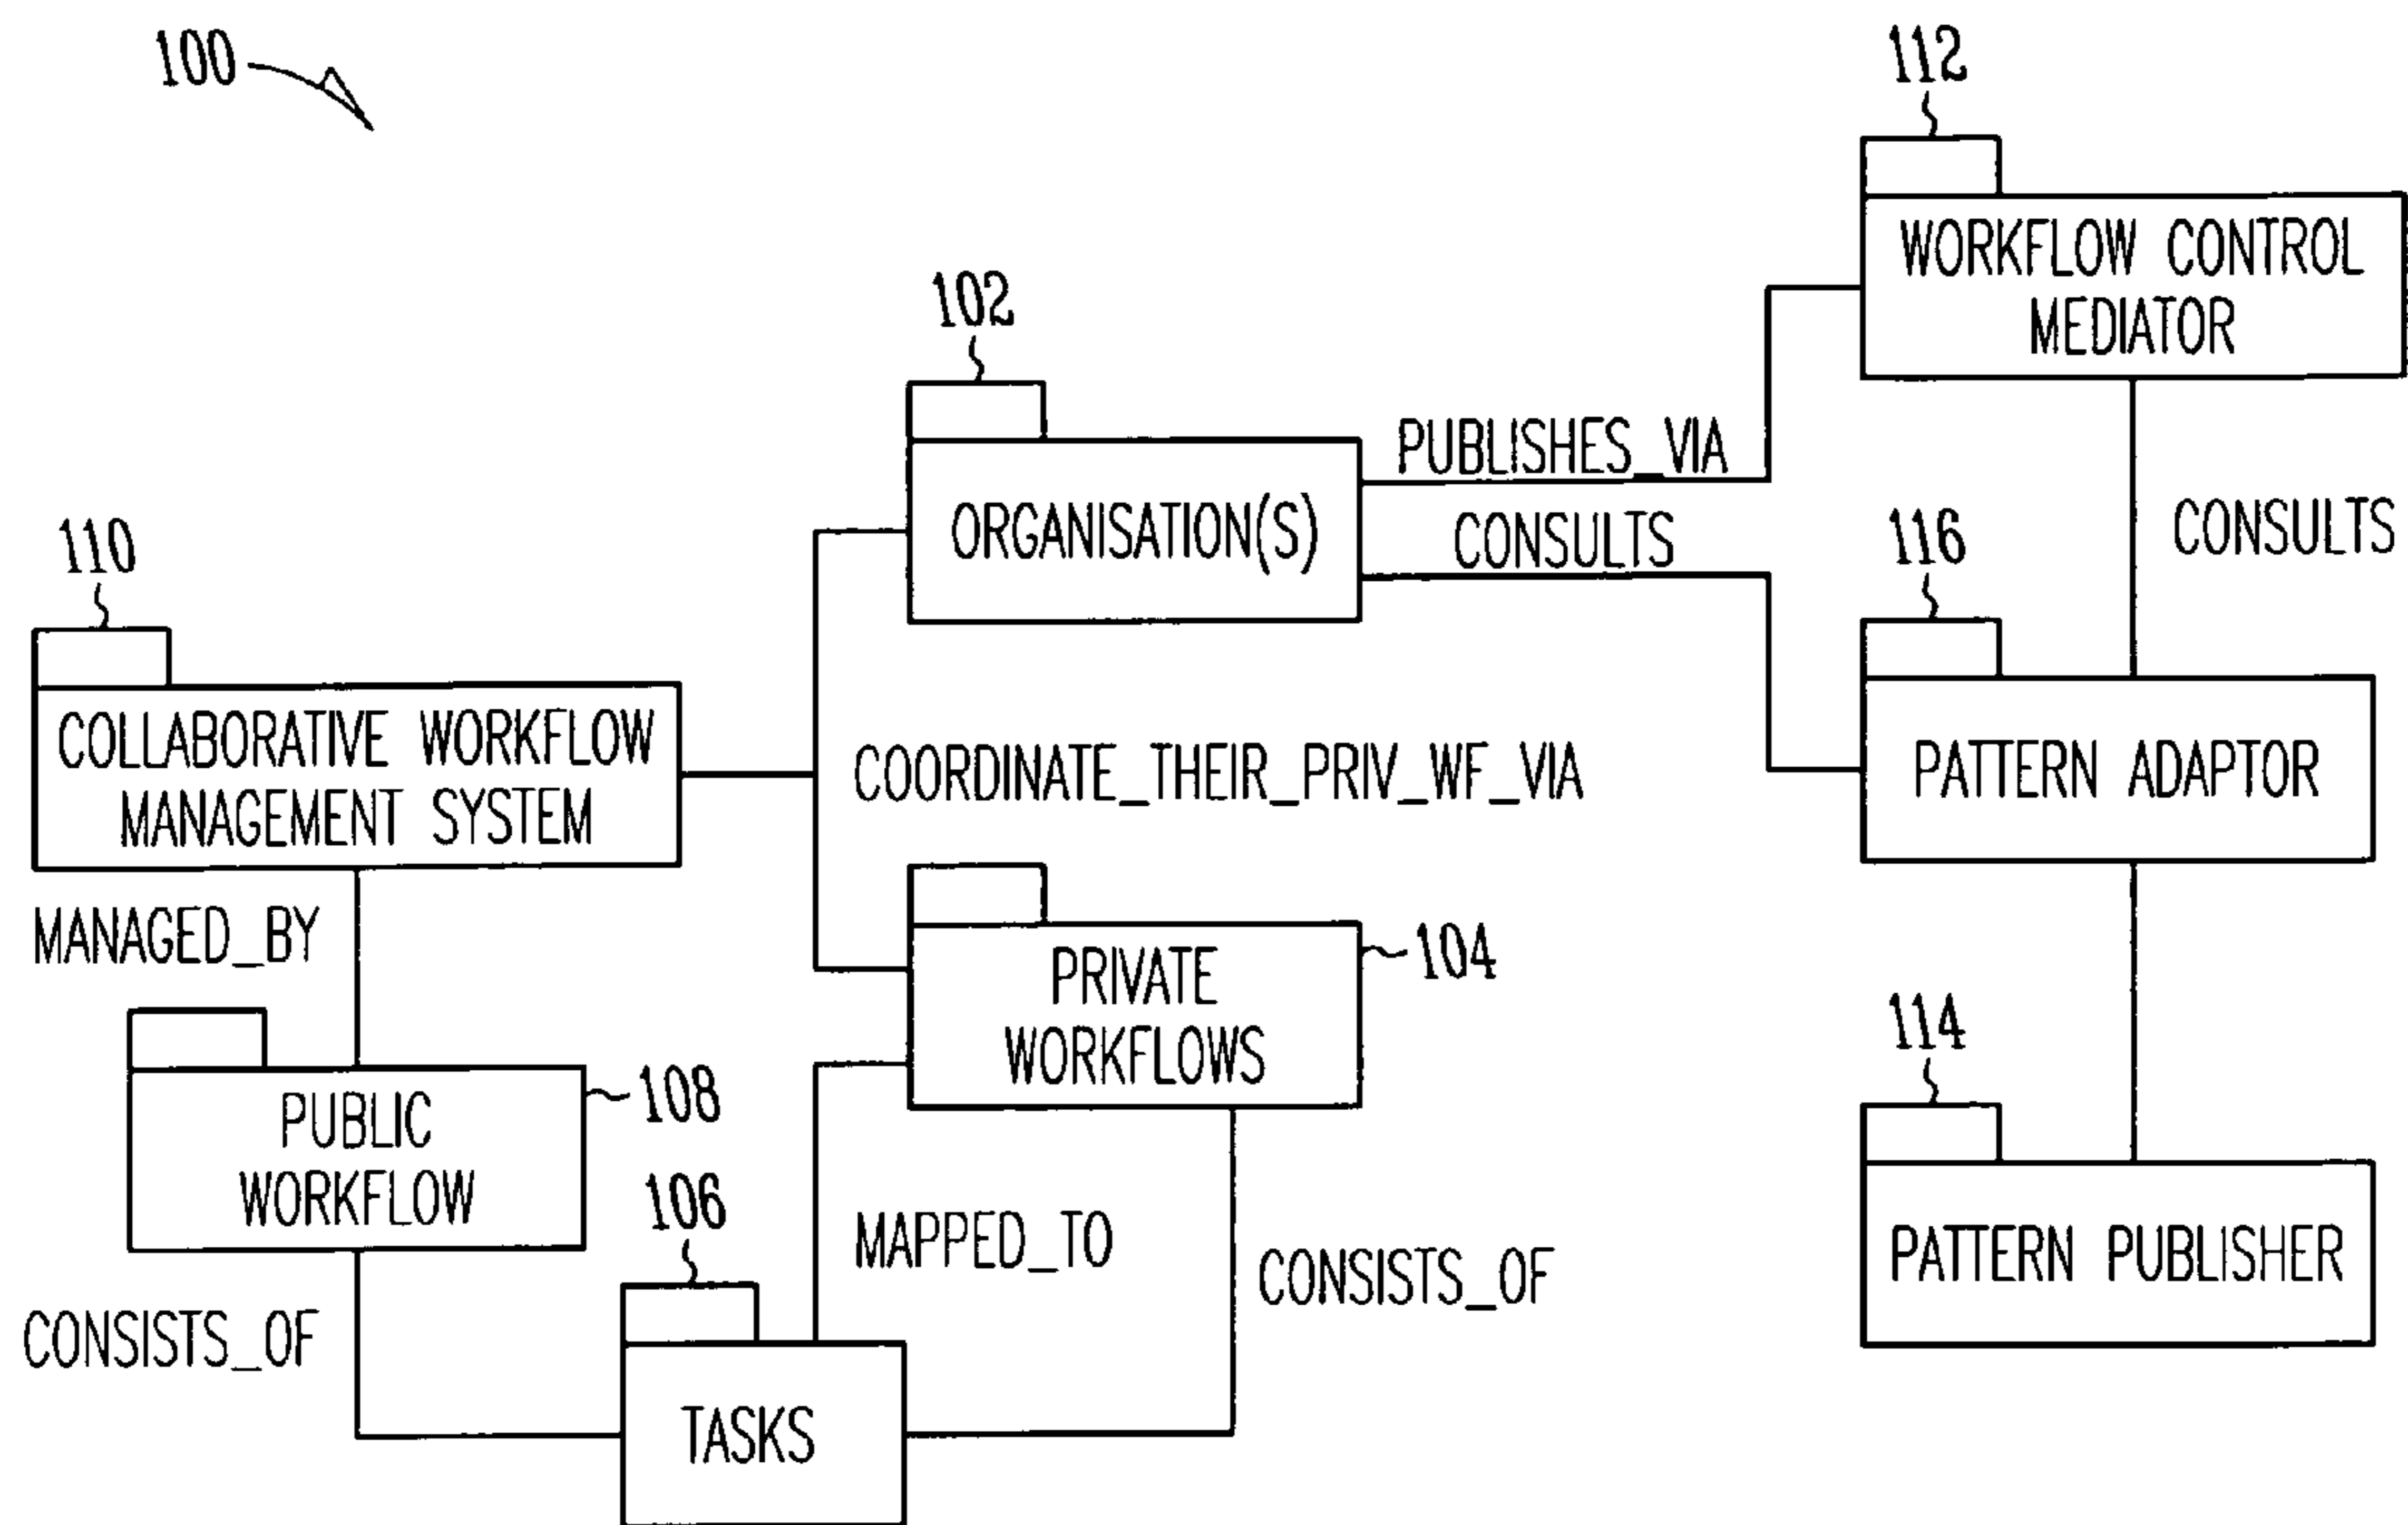 100
112
WORKFLOW CONTROL
MEDIATOR
102
ORGANISATION(S)
PUBLISHES_VIA
CONSULTS
CONSULTS
110
COLLABORATIVE WORKFLOW
MANAGEMENT SYSTEM
COORDINATE_THEIR_PRIV_WF_VIA
116
PATTERN ADAPTOR
MANAGED_BY
PRIVATE
WORKFLOWS
104
PUBLIC
WORKFLOW
108
114
PATTERN PUBLISHER
106
MAPPED_TO
CONSISTS_OF
CONSISTS_OF
TASKS